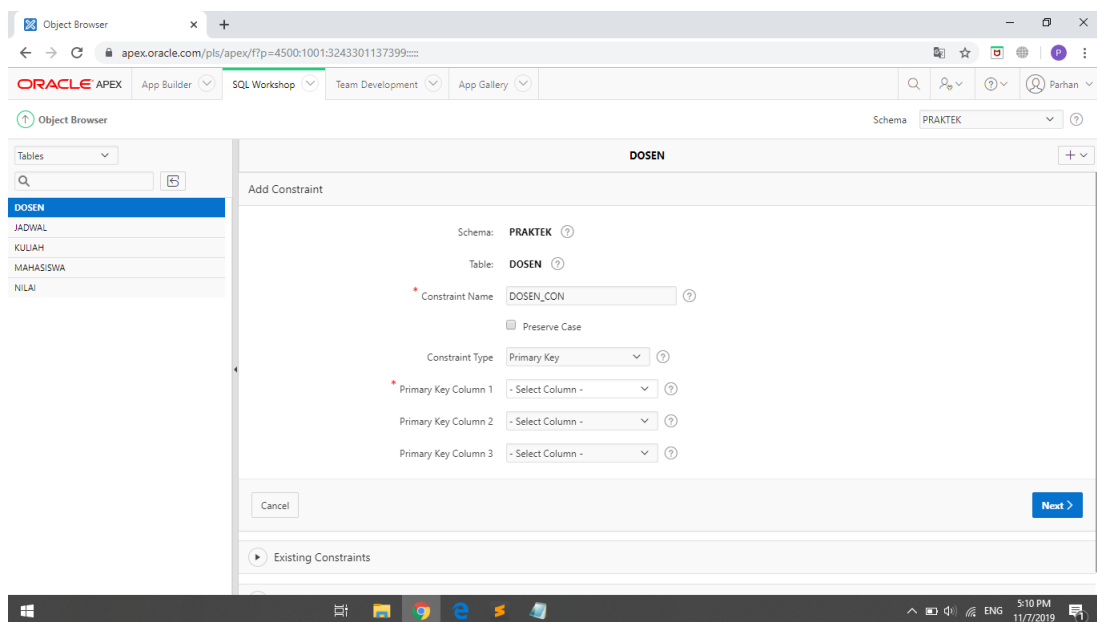 Object Browser
apex.oracle.com/pls/apex/f?p=4500:1001:3243301137399:::::
P
ORACLE APEX App Builder SQL Workshop Team Development App Gallery Parhan
Object Browser Schema PRAKTEK
Tables
DOSEN
DOSEN
JADWAL
KULIAH
MAHASISWA
NILAI
Add Constraint
Schema: PRAKTEK
Table: DOSEN
* Constraint Name DOSEN_CON
Preserve Case
Constraint Type Primary Key
* Primary Key Column 1 - Select Column -
Primary Key Column 2 - Select Column -
Primary Key Column 3 - Select Column -
Cancel Next >
Existing Constraints
ENG 5:10 PM
11/7/2019